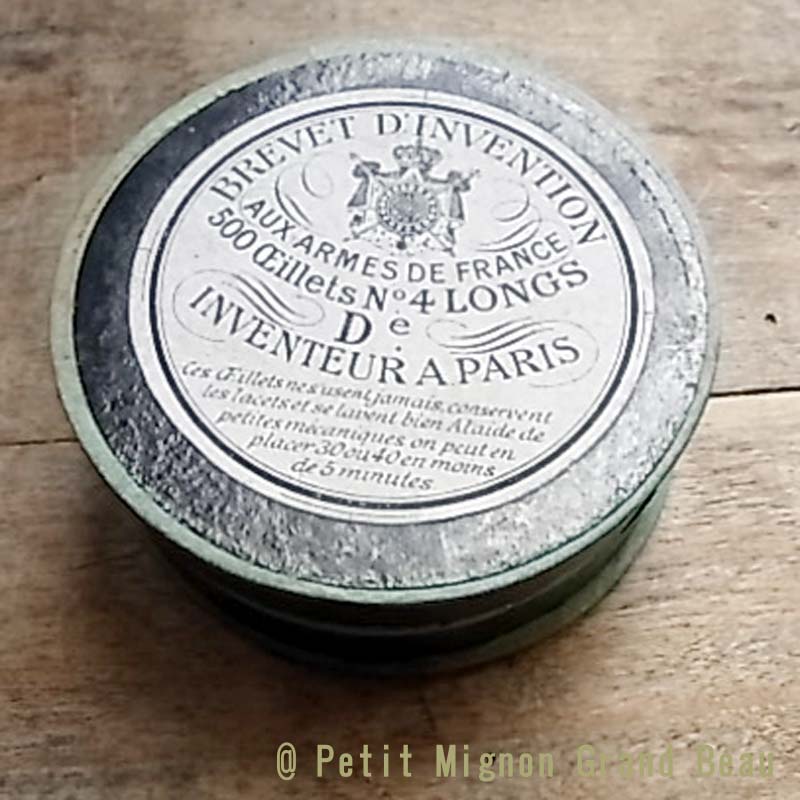 BREVET D'INVENTION
AUX ARMES DE FRANCE
500 Œillets Nº 4 LONGS
De.
INVENTEUR A PARIS
Ces Œillets ne s'usent jamais, conservent
les lacets et se lavent bien A l'aide de
petites mécaniques on peut en
placer 30 ou 40 en moins
de 5 minutes.
@ Petit Mignon Grand Beau